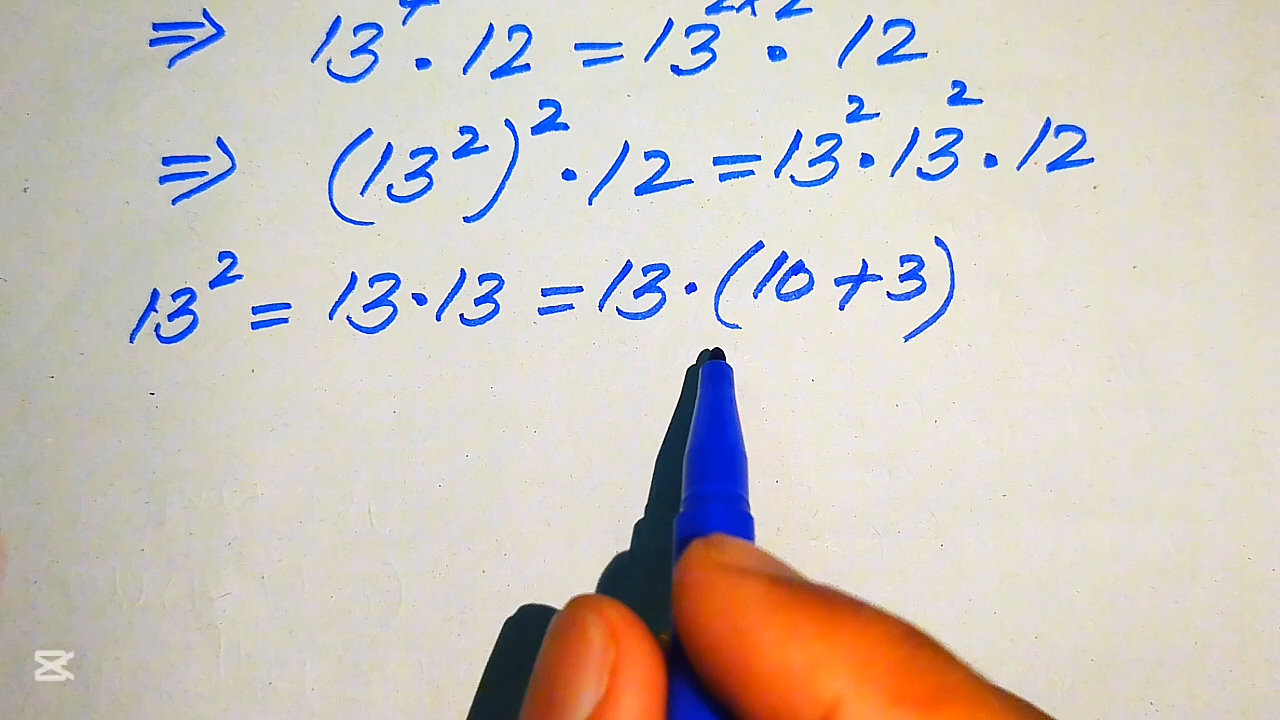 ⇒ 13⁴ · 12 = 13²ˣ² · 12
⇒ (13²)² · 12 = 13² · 13² · 12
13² = 13 · 13 = 13 · (10 + 3)